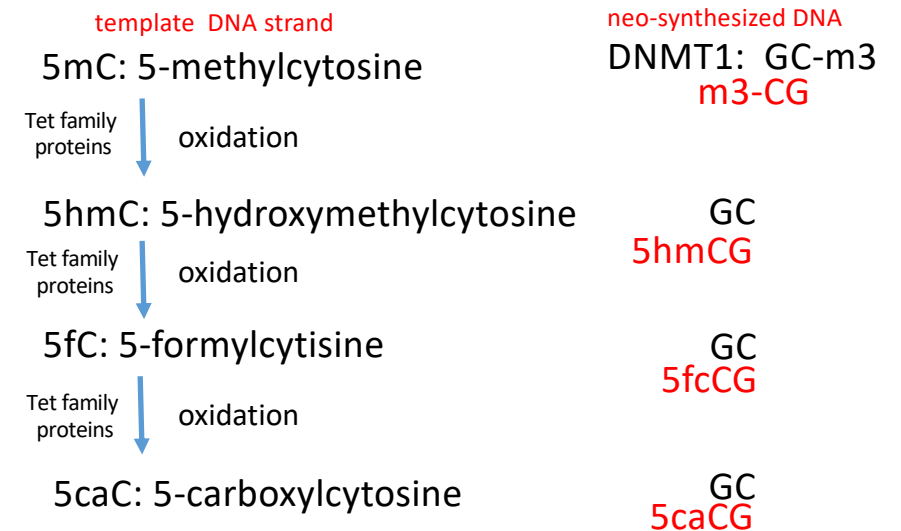 template DNA strand
neo-synthesized DNA
5mC: 5-methylcytosine
DNMT1: GC-m3
m3-CG
Tet family
proteins
oxidation
5hmC: 5-hydroxymethylcytosine
GC
5hmCG
Tet family
proteins
oxidation
5fC: 5-formylcytisine
GC
5fcCG
Tet family
proteins
oxidation
5caC: 5-carboxylcytosine
GC
5caCG